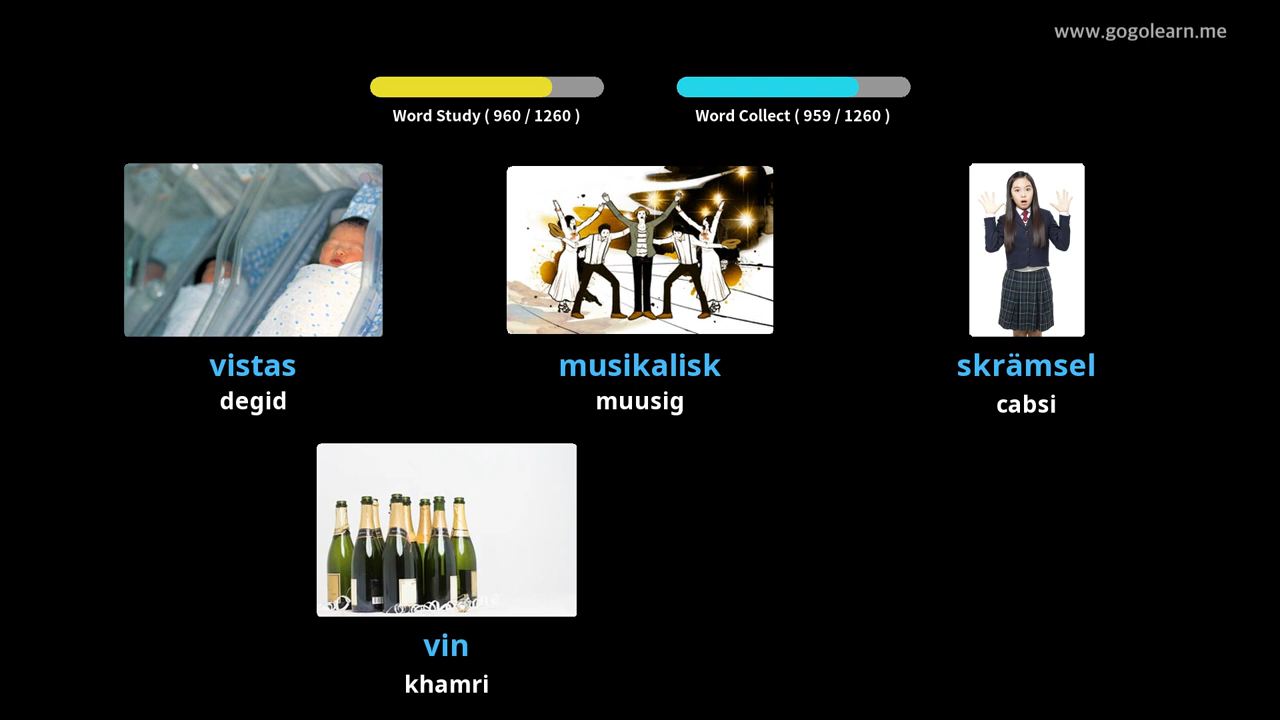 www.gogolearn.me
Word Study ( 960 / 1260 )
Word Collect ( 959 / 1260 )
vistas
degid
musikalisk
muusig
skrämsel
cabsi
vin
khamri